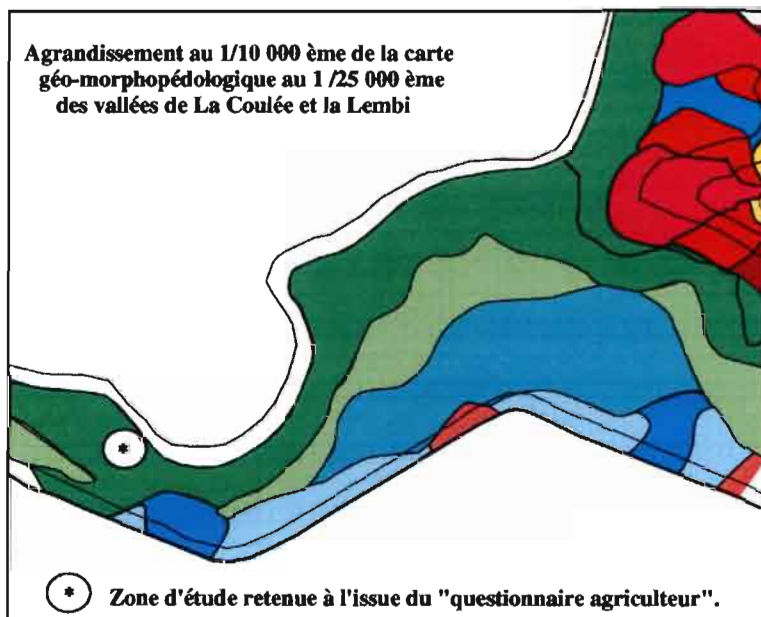 Agrandissement au 1/10 000 ème de la carte
géo-morphopédologique au 1 /25 000 ème
des vallées de La Coulée et la Lembi
*
* Zone d'étude retenue à l'issue du "questionnaire agriculteur".